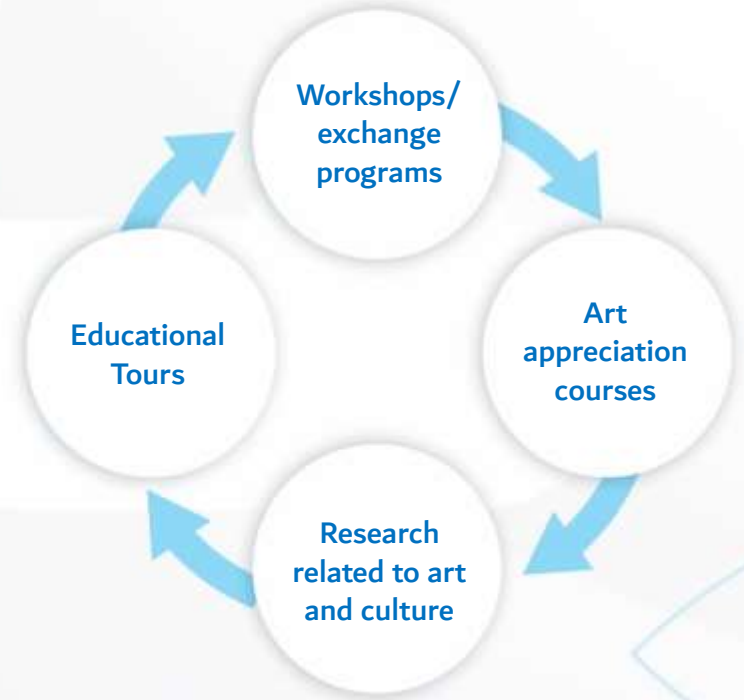 Workshops/
exchange
programs
Art
appreciation
courses
Research
related to art
and culture
Educational
Tours